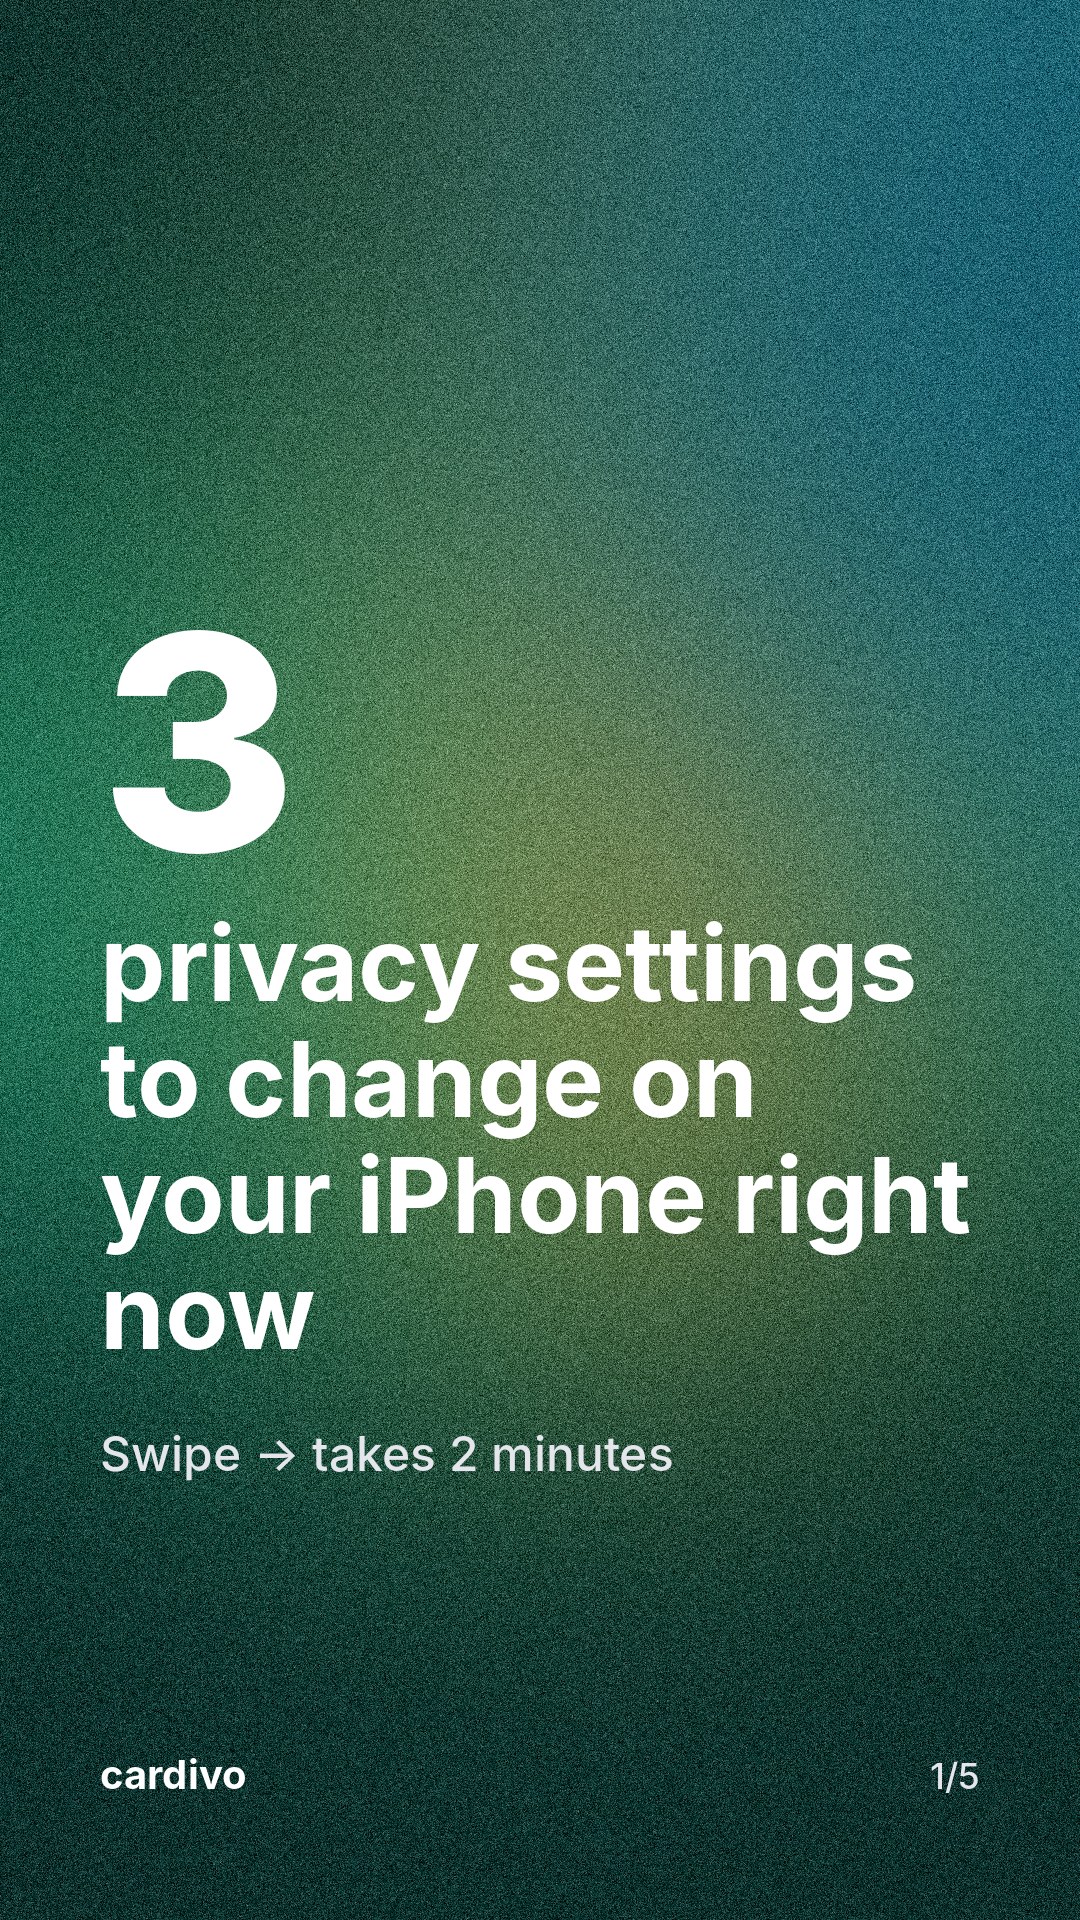 3
privacy settings
to change on
your iPhone right
now
Swipe → takes 2 minutes
cardivo
1/5